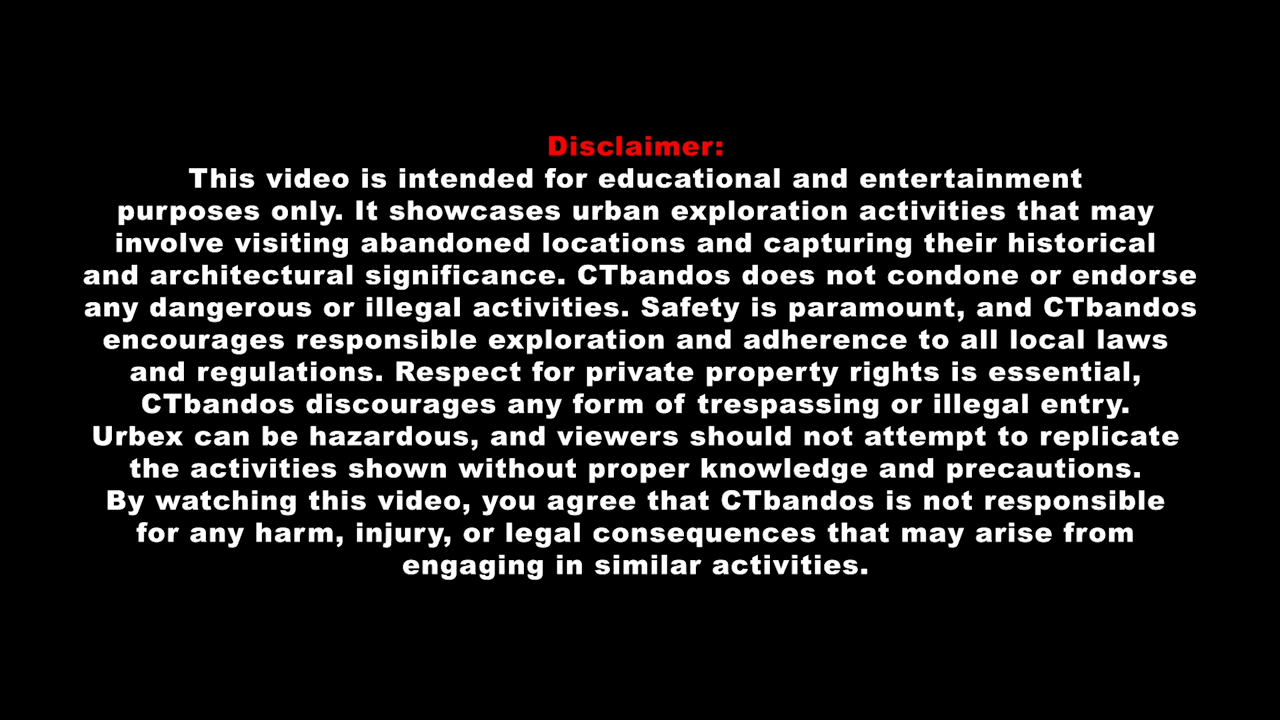 Disclaimer:
This video is intended for educational and entertainment
purposes only. It showcases urban exploration activities that may
involve visiting abandoned locations and capturing their historical
and architectural significance. CTbandos does not condone or endorse
any dangerous or illegal activities. Safety is paramount, and CTbandos
encourages responsible exploration and adherence to all local laws
and regulations. Respect for private property rights is essential,
CTbandos discourages any form of trespassing or illegal entry.
Urbex can be hazardous, and viewers should not attempt to replicate
the activities shown without proper knowledge and precautions.
By watching this video, you agree that CTbandos is not responsible
for any harm, injury, or legal consequences that may arise from
engaging in similar activities.